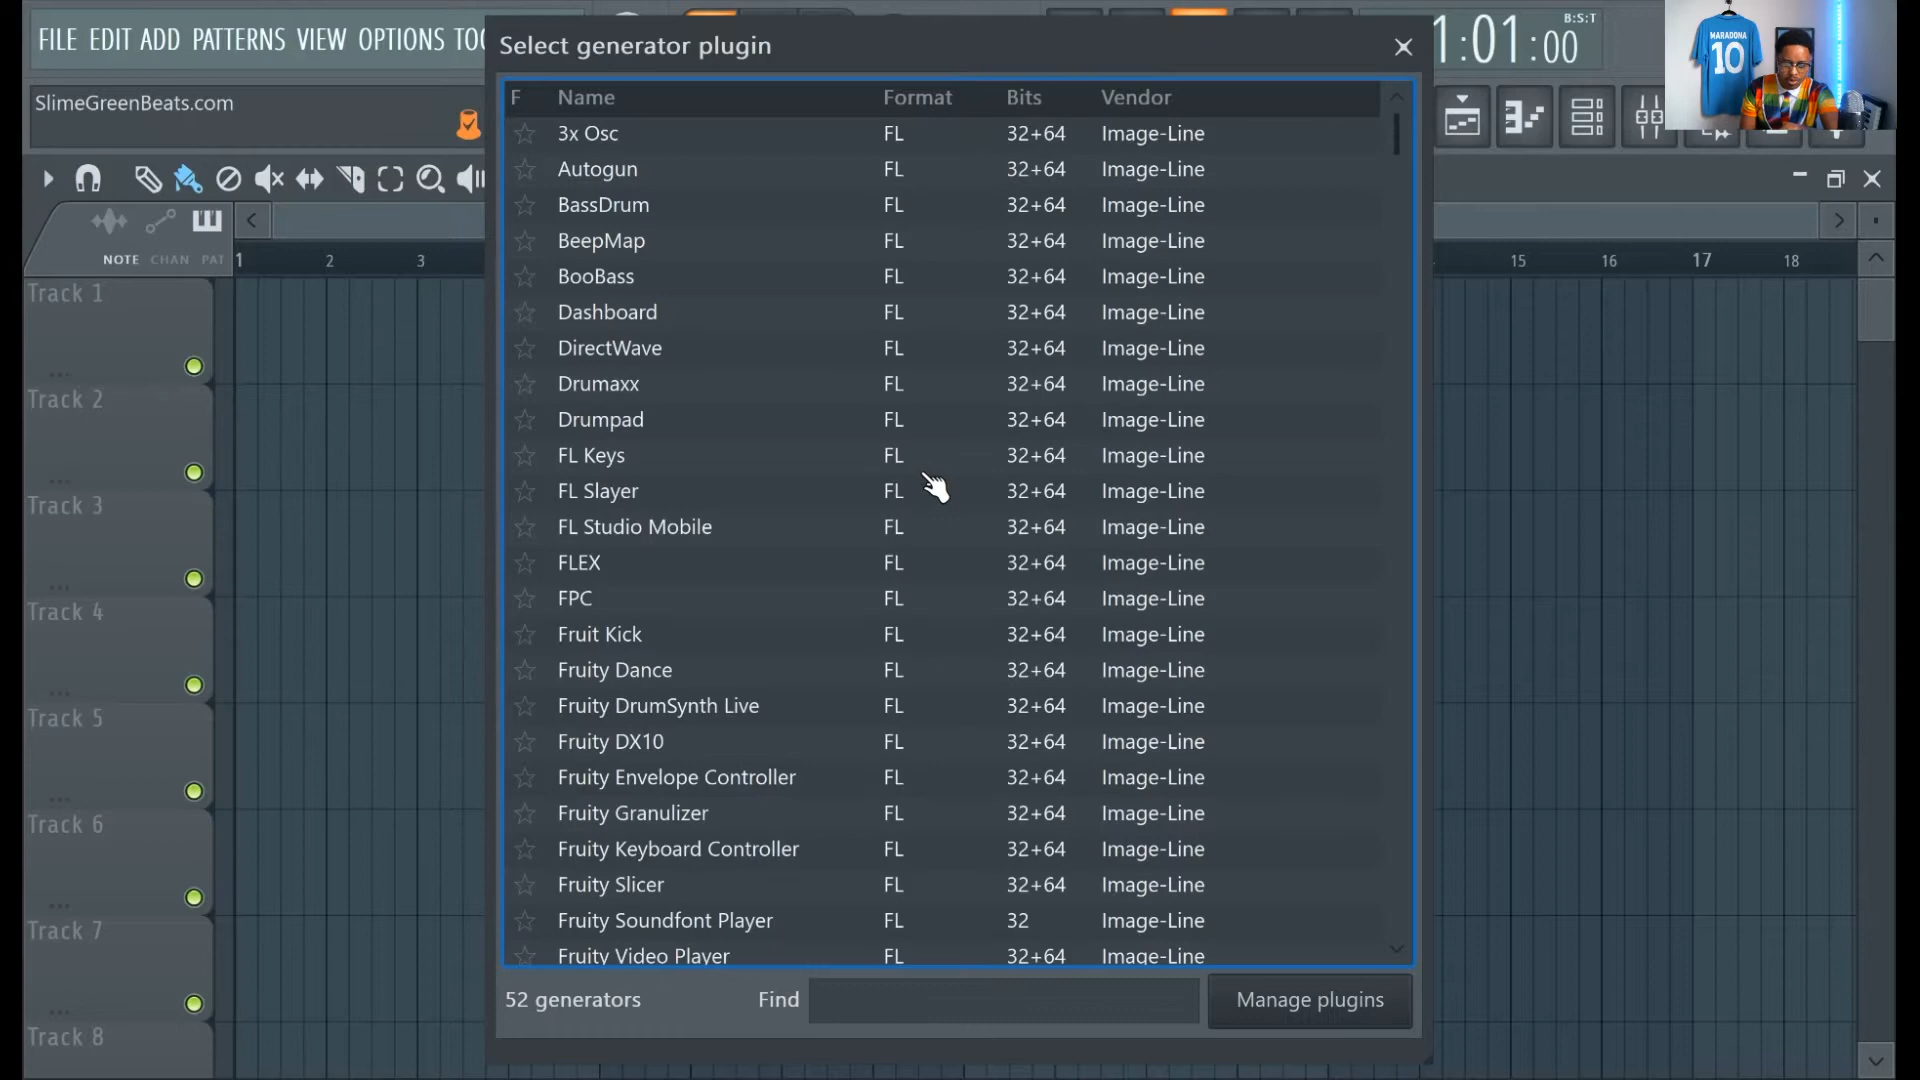 FILE EDIT ADD PATTERNS VIEW OPTIONS TOO
Select generator plugin
1:01:00
B:S:T
MARADONA
10
SlimeGreenBeats.com
F Name Format Bits Vendor
3x Osc FL 32+64 Image-Line
Autogun FL 32+64 Image-Line
BassDrum FL 32+64 Image-Line
BeepMap FL 32+64 Image-Line
BooBass FL 32+64 Image-Line
Dashboard FL 32+64 Image-Line
DirectWave FL 32+64 Image-Line
Drumaxx FL 32+64 Image-Line
Drumpad FL 32+64 Image-Line
FL Keys FL 32+64 Image-Line
FL Slayer FL 32+64 Image-Line
FL Studio Mobile FL 32+64 Image-Line
FLEX FL 32+64 Image-Line
FPC FL 32+64 Image-Line
Fruit Kick FL 32+64 Image-Line
Fruity Dance FL 32+64 Image-Line
Fruity DrumSynth Live FL 32+64 Image-Line
Fruity DX10 FL 32+64 Image-Line
Fruity Envelope Controller FL 32+64 Image-Line
Fruity Granulizer FL 32+64 Image-Line
Fruity Keyboard Controller FL 32+64 Image-Line
Fruity Slicer FL 32+64 Image-Line
Fruity Soundfont Player FL 32 Image-Line
Fruity Video Player FL 32+64 Image-Line
52 generators Find Manage plugins
NOTE CHAN PAT
1 2 3 15 16 17 18
Track 1
...
Track 2
...
Track 3
...
Track 4
...
Track 5
...
Track 6
...
Track 7
...
Track 8